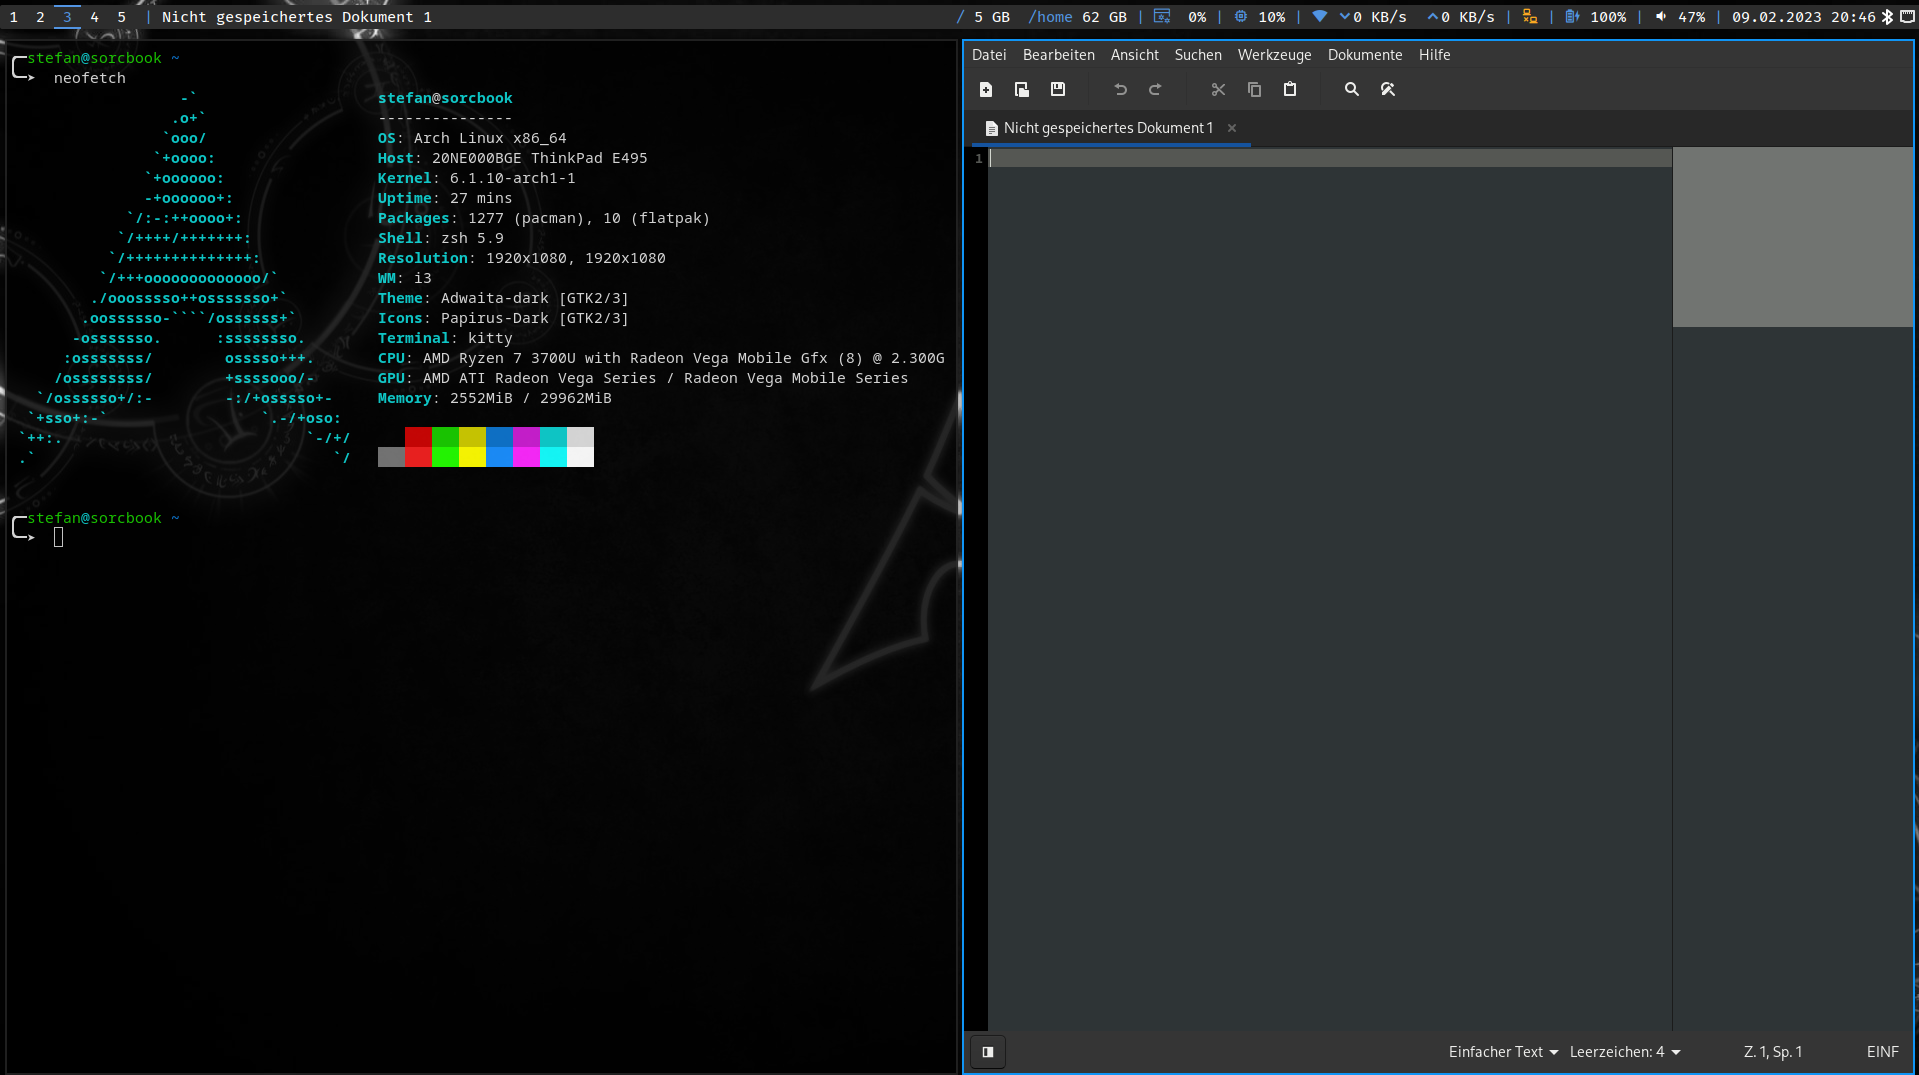 1 2 3 4 5 | Nicht gespeichertes Dokument 1
/ 5 GB /home 62 GB | 0% | 10% | 0 KB/s 0 KB/s | | 100% | 47% | 09.02.2023 20:46
stefan@sorcbook ~
neofetch
-`
.o+`
`ooo/
`+oooo:
`+oooooo:
-+oooooo+:
`/:-:++oooo+:
`/++++/+++++++:
`/++++++++++++++:
`/+++ooooooooooooo/`
./ooosssso++osssssso+`
.oossssso-````/ossssss+`
-osssssso.      :ssssssso.
:osssssss/        osssso+++.
/ossssssss/        +ssssooo/-
`/ossssso+/:-        -:/+osssso+-
`+sso+:-`                 `.-/+oso:
`++:.                           `-/+/
.`                                 `/
stefan@sorcbook
---------------
OS: Arch Linux x86_64
Host: 20NE000BGE ThinkPad E495
Kernel: 6.1.10-arch1-1
Uptime: 27 mins
Packages: 1277 (pacman), 10 (flatpak)
Shell: zsh 5.9
Resolution: 1920x1080, 1920x1080
WM: i3
Theme: Adwaita-dark [GTK2/3]
Icons: Papirus-Dark [GTK2/3]
Terminal: kitty
CPU: AMD Ryzen 7 3700U with Radeon Vega Mobile Gfx (8) @ 2.300G
GPU: AMD ATI Radeon Vega Series / Radeon Vega Mobile Series
Memory: 2552MiB / 29962MiB
stefan@sorcbook ~
Datei Bearbeiten Ansicht Suchen Werkzeuge Dokumente Hilfe
Nicht gespeichertes Dokument 1 ×
1
Einfacher Text Leerzeichen: 4 Z. 1, Sp. 1 EINF